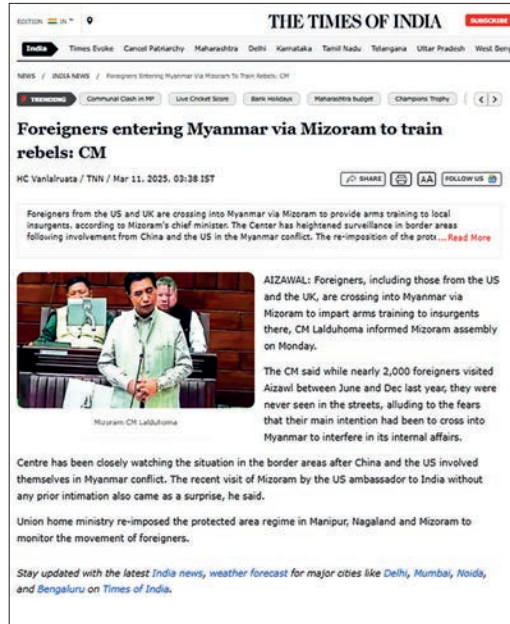 EDITION IN
THE TIMES OF INDIA
SUBSCRIBE
India Times Evoke Cancel Patriarchy Maharashtra Delhi Karnataka Tamil Nadu Telangana Uttar Pradesh West Beng
NEWS / INDIA NEWS / Foreigners Entering Myanmar Via Mizoram To Train Rebels: CM
TRENDING Communal Clash in MP Live Cricket Score Bank Holidays Maharashtra budget Champions Trophy
Foreigners entering Myanmar via Mizoram to train
rebels: CM
HC Vanlalruata / TNN / Mar 11, 2025, 03:38 IST
SHARE AA FOLLOW US
Foreigners from the US and UK are crossing into Myanmar via Mizoram to provide arms training to local
insurgents, according to Mizoram's chief minister. The Center has heightened surveillance in border areas
following involvement from China and the US in the Myanmar conflict. The re-imposition of the prote ...Read More
AIZAWAL: Foreigners, including those from the US
and the UK, are crossing into Myanmar via
Mizoram to impart arms training to insurgents
there, CM Lalduhoma informed Mizoram assembly
on Monday.
The CM said while nearly 2,000 foreigners visited
Aizawl between June and Dec last year, they were
never seen in the streets, alluding to the fears
that their main intention had been to cross into
Myanmar to interfere in its internal affairs.
Mizoram CM Lalduhoma
Centre has been closely watching the situation in the border areas after China and the US involved
themselves in Myanmar conflict. The recent visit of Mizoram by the US ambassador to India without
any prior intimation also came as a surprise, he said.
Union home ministry re-imposed the protected area regime in Manipur, Nagaland and Mizoram to
monitor the movement of foreigners.
Stay updated with the latest India news, weather forecast for major cities like Delhi, Mumbai, Noida,
and Bengaluru on Times of India.